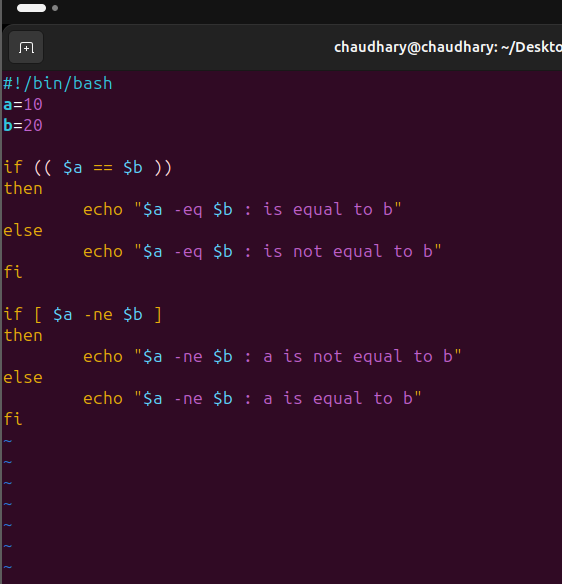 chaudhary@chaudhary: ~/Deskto
#!/bin/bash
a=10
b=20
if (( $a == $b ))
then
echo "$a -eq $b : is equal to b"
else
echo "$a -eq $b : is not equal to b"
fi
if [ $a -ne $b ]
then
echo "$a -ne $b : a is not equal to b"
else
echo "$a -ne $b : a is equal to b"
fi
~
~
~
~
~
~
~